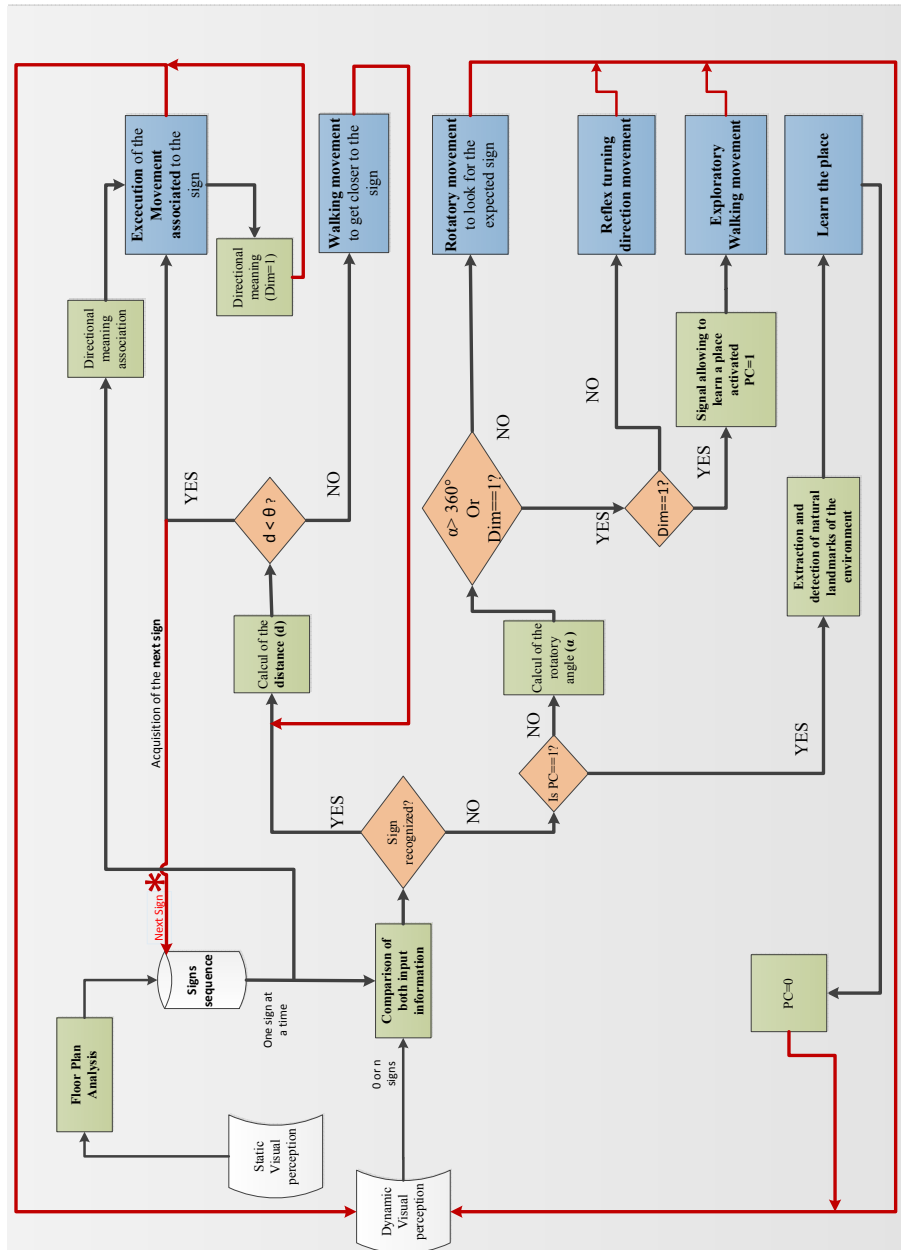 Static
Visual
perception
Floor Plan
Analysis
Signs
sequence
Next Sign
*
Acquisition of the next sign
One sign at
a time
Directional
meaning
association
Excecution of the
Movement
associated to the
sign
Directional
meaning
(Dim=1)
Dynamic
Visual
perception
0 or n
signs
Comparison of
both input
information
Sign
recognized?
YES
NO
Calcul of the
distance (d)
d < θ ?
YES
NO
Walking movement
to get closer to the
sign
Is PC==1?
NO
YES
Calcul of the
rotatory
angle (α )
α> 360°
Or
Dim==1?
NO
YES
Rotatory movement
to look for the
expected sign
Dim==1?
NO
YES
Reflex turning
direction movement
Signal allowing to
learn a place
activated
PC=1
Exploratory
Walking movement
Extraction and
detection of natural
landmarks of the
environment
Learn the place
PC=0